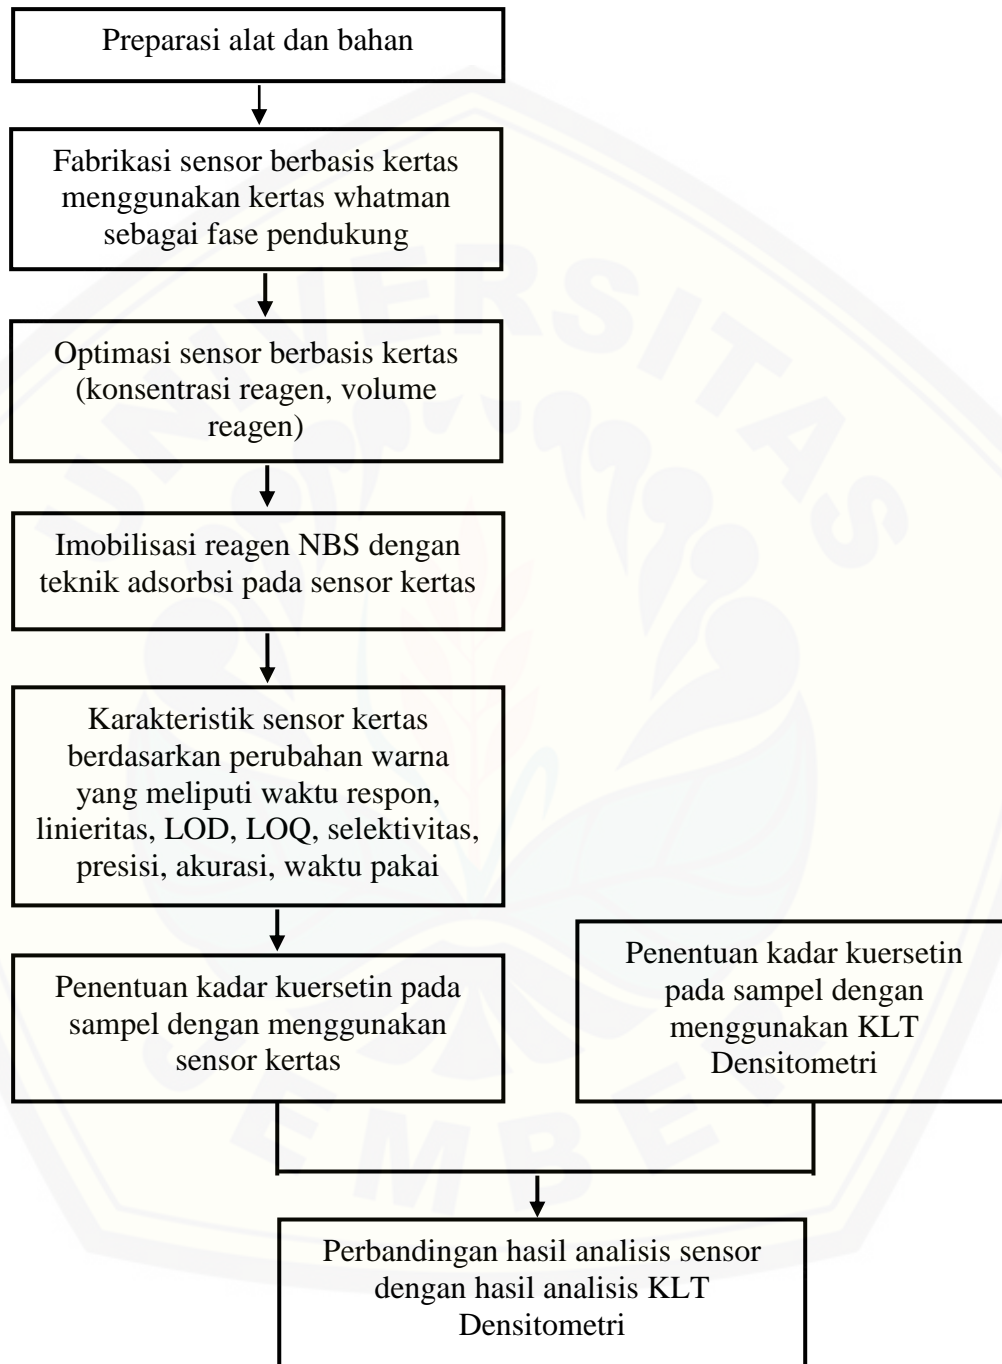 Preparasi alat dan bahan
Fabrikasi sensor berbasis kertas
menggunakan kertas whatman
sebagai fase pendukung
Optimasi sensor berbasis kertas
(konsentrasi reagen, volume
reagen)
Imobilisasi reagen NBS dengan
teknik adsorbsi pada sensor kertas
Karakteristik sensor kertas
berdasarkan perubahan warna
yang meliputi waktu respon,
linieritas, LOD, LOQ, selektivitas,
presisi, akurasi, waktu pakai
Penentuan kadar kuersetin pada
sampel dengan menggunakan
sensor kertas
Penentuan kadar kuersetin
pada sampel dengan
menggunakan KLT
Densitometri
Perbandingan hasil analisis sensor
dengan hasil analisis KLT
Densitometri
UNIVERSITAS
JEMBER